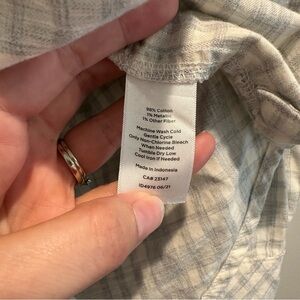 98% Cotton
1% Metallic
1% Other Fiber
Machine Wash Cold
Gentle Cycle
Only Non-Chlorine Bleach
When Needed
Tumble Dry Low
Cool Iron If Needed
Made in Indonesia
CA# 23147
ID4976 06/21